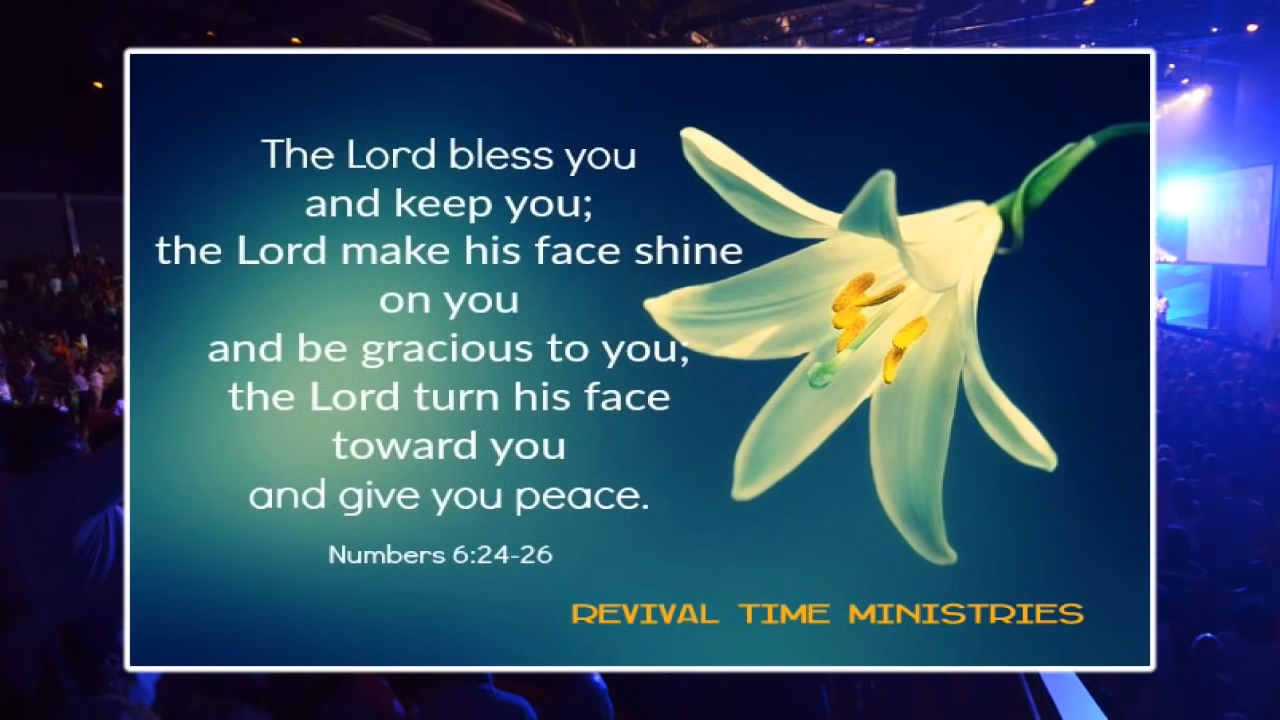 The Lord bless you
and keep you;
the Lord make his face shine
on you
and be gracious to you;
the Lord turn his face
toward you
and give you peace.
Numbers 6:24-26
REVIVAL TIME MINISTRIES